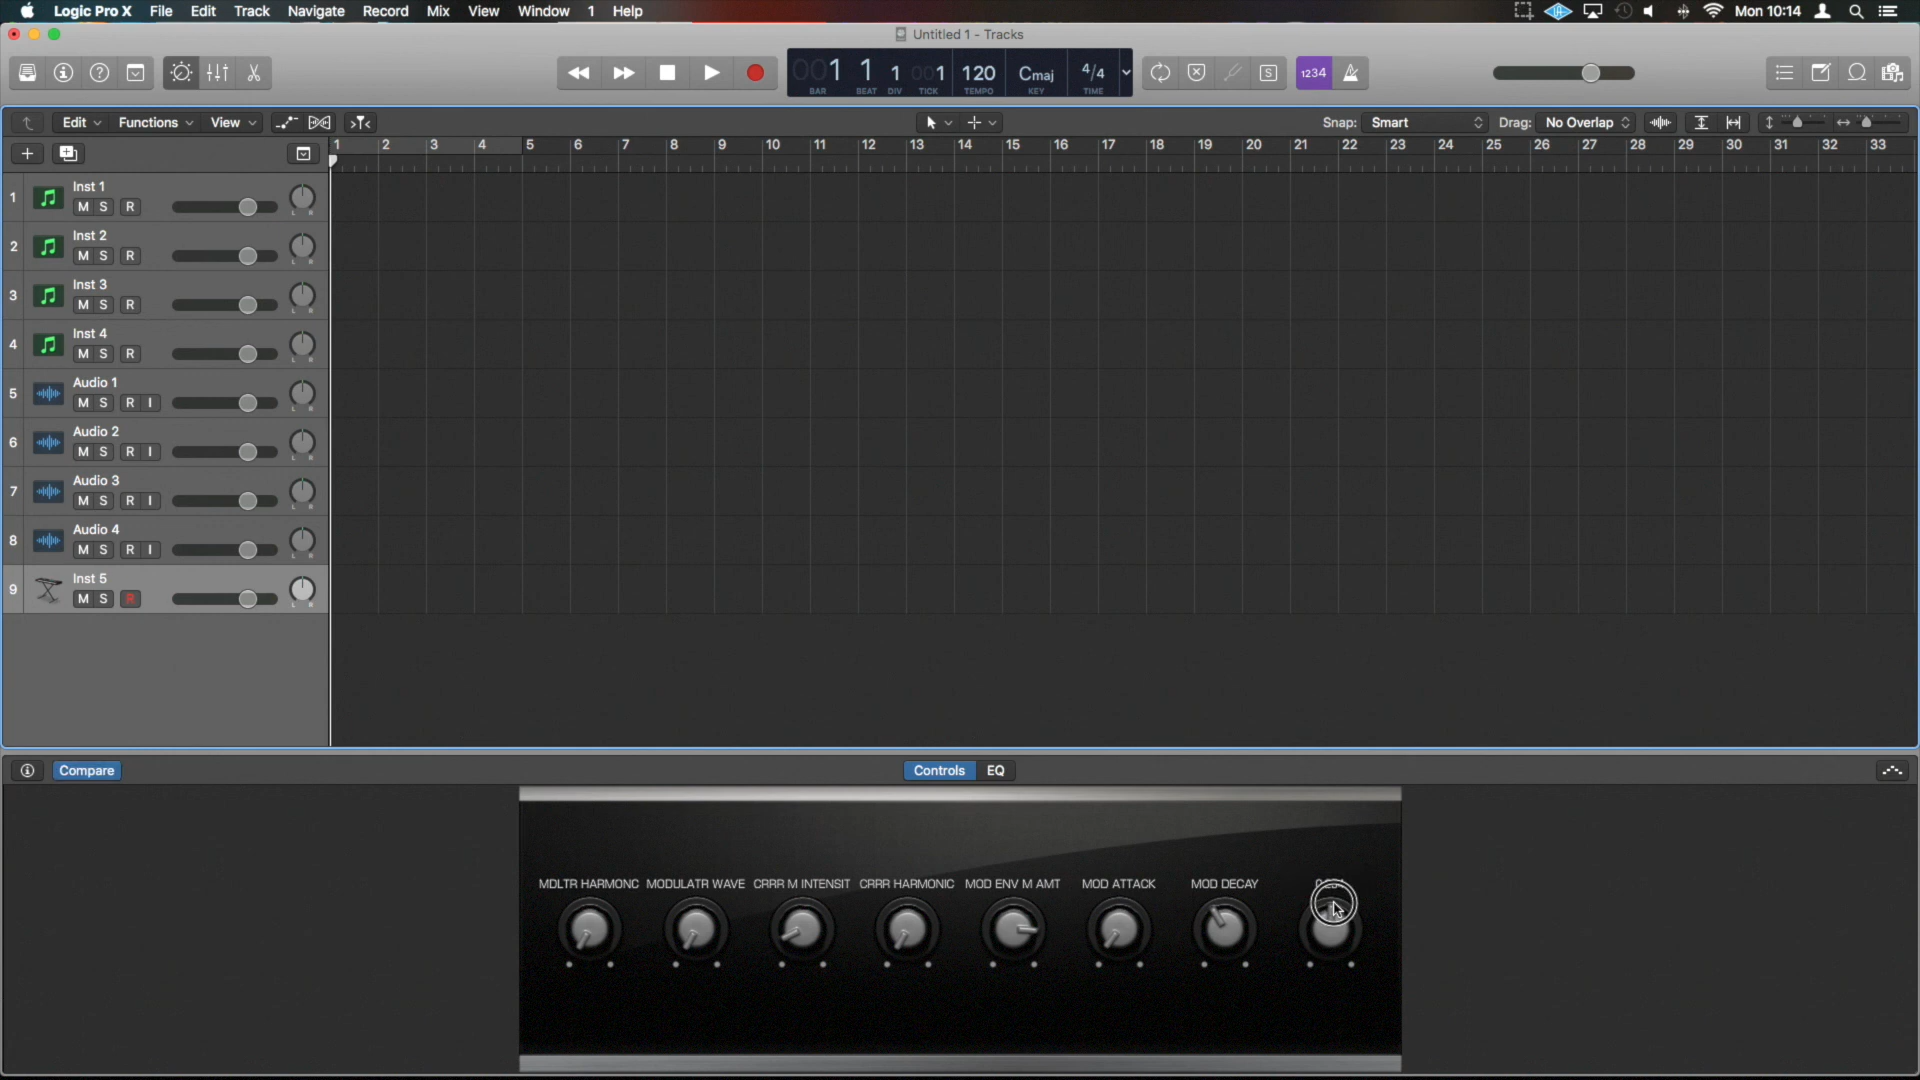 Logic Pro X File Edit Track Navigate Record Mix View Window 1 Help Mon 10:14
Untitled 1 - Tracks
001 1 1 001 120 Cmaj 4/4
BAR BEAT DIV TICK TEMPO KEY TIME
S 1234
Edit Functions View Snap: Smart Drag: No Overlap
1 2 3 4 5 6 7 8 9 10 11 12 13 14 15 16 17 18 19 20 21 22 23 24 25 26 27 28 29 30 31 32 33
1 Inst 1
M S R L R
2 Inst 2
M S R L R
3 Inst 3
M S R L R
4 Inst 4
M S R L R
5 Audio 1
M S R I L R
6 Audio 2
M S R I L R
7 Audio 3
M S R I L R
8 Audio 4
M S R I L R
9 Inst 5
M S R L R
Compare Controls EQ
MDLTR HARMONC MODULATR WAVE CRRR M INTENSIT CRRR HARMONIC MOD ENV M AMT MOD ATTACK MOD DECAY